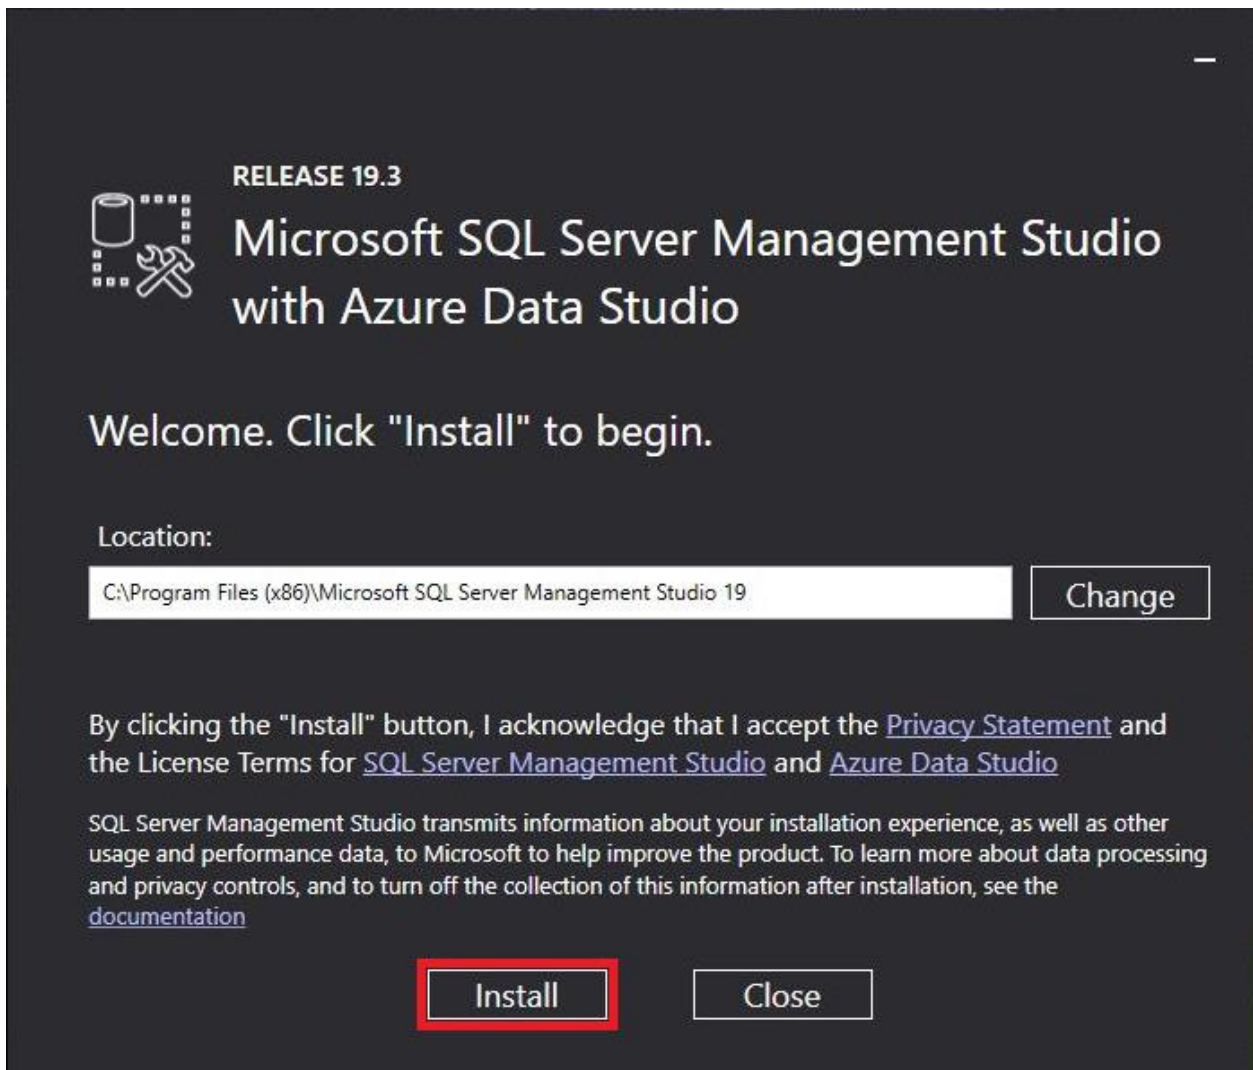 RELEASE 19.3
Microsoft SQL Server Management Studio
with Azure Data Studio
Welcome. Click "Install" to begin.
Location:
C:\Program Files (x86)\Microsoft SQL Server Management Studio 19
Change
By clicking the "Install" button, I acknowledge that I accept the Privacy Statement and
the License Terms for SQL Server Management Studio and Azure Data Studio
SQL Server Management Studio transmits information about your installation experience, as well as other
usage and performance data, to Microsoft to help improve the product. To learn more about data processing
and privacy controls, and to turn off the collection of this information after installation, see the
documentation
Install
Close